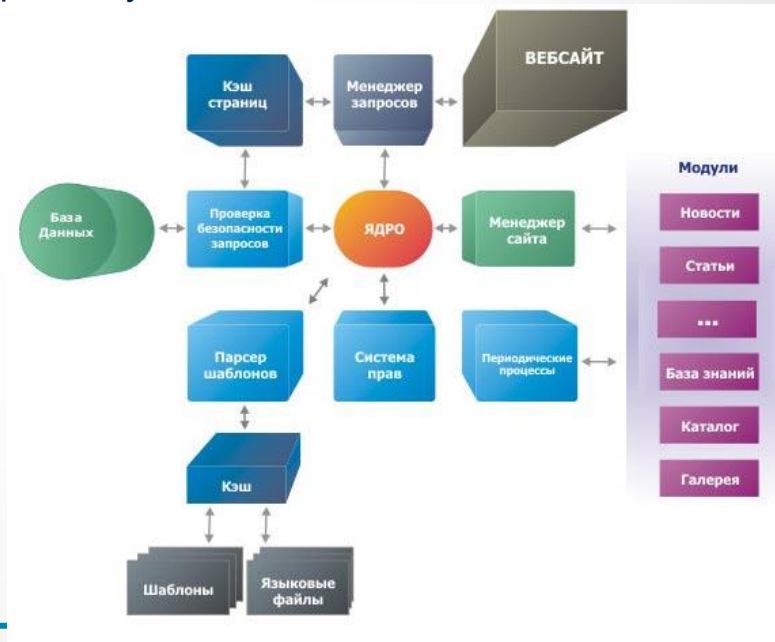 Кэш
страниц
Менеджер
запросов
ВЕБСАЙТ
Модули
База
Данных
Проверка
безопасности
запросов
ЯДРО
Менеджер
сайта
Новости
Статьи
...
Парсер
шаблонов
Система
прав
Периодические
процессы
База знаний
Каталог
Галерея
Кэш
Шаблоны
Языковые
файлы